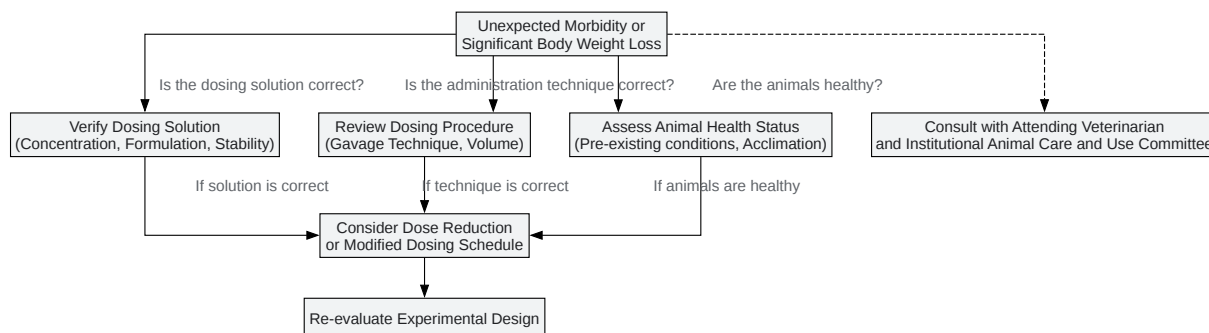 Unexpected Morbidity or
Significant Body Weight Loss
Is the dosing solution correct?
Is the administration technique correct?
Are the animals healthy?
Verify Dosing Solution
(Concentration, Formulation, Stability)
Review Dosing Procedure
(Gavage Technique, Volume)
Assess Animal Health Status
(Pre-existing conditions, Acclimation)
Consult with Attending Veterinarian
and Institutional Animal Care and Use Committee
If solution is correct
If technique is correct
If animals are healthy
Consider Dose Reduction
or Modified Dosing Schedule
Re-evaluate Experimental Design